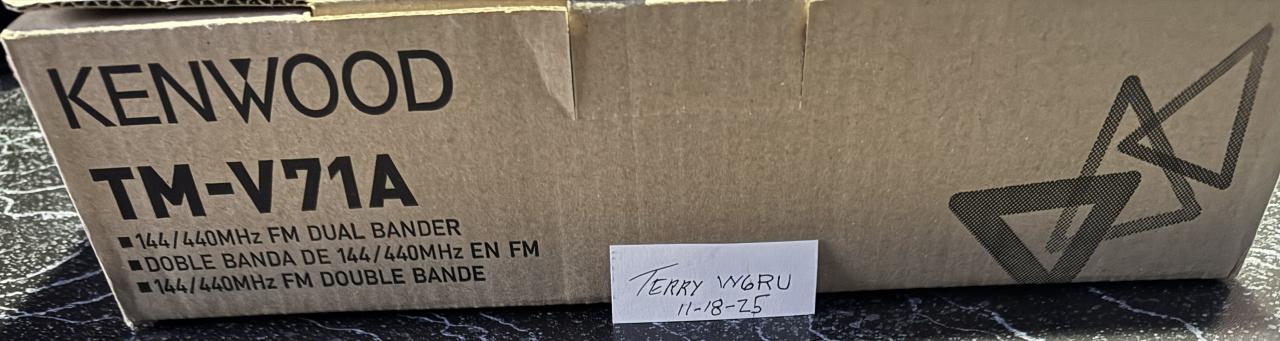 KENWOOD
TM-V71A
■144/440MHz FM DUAL BANDER
■DOBLE BANDA DE 144/440MHz EN FM
■144/440MHz FM DOUBLE BANDE
TERRY W6RU
11-18-25